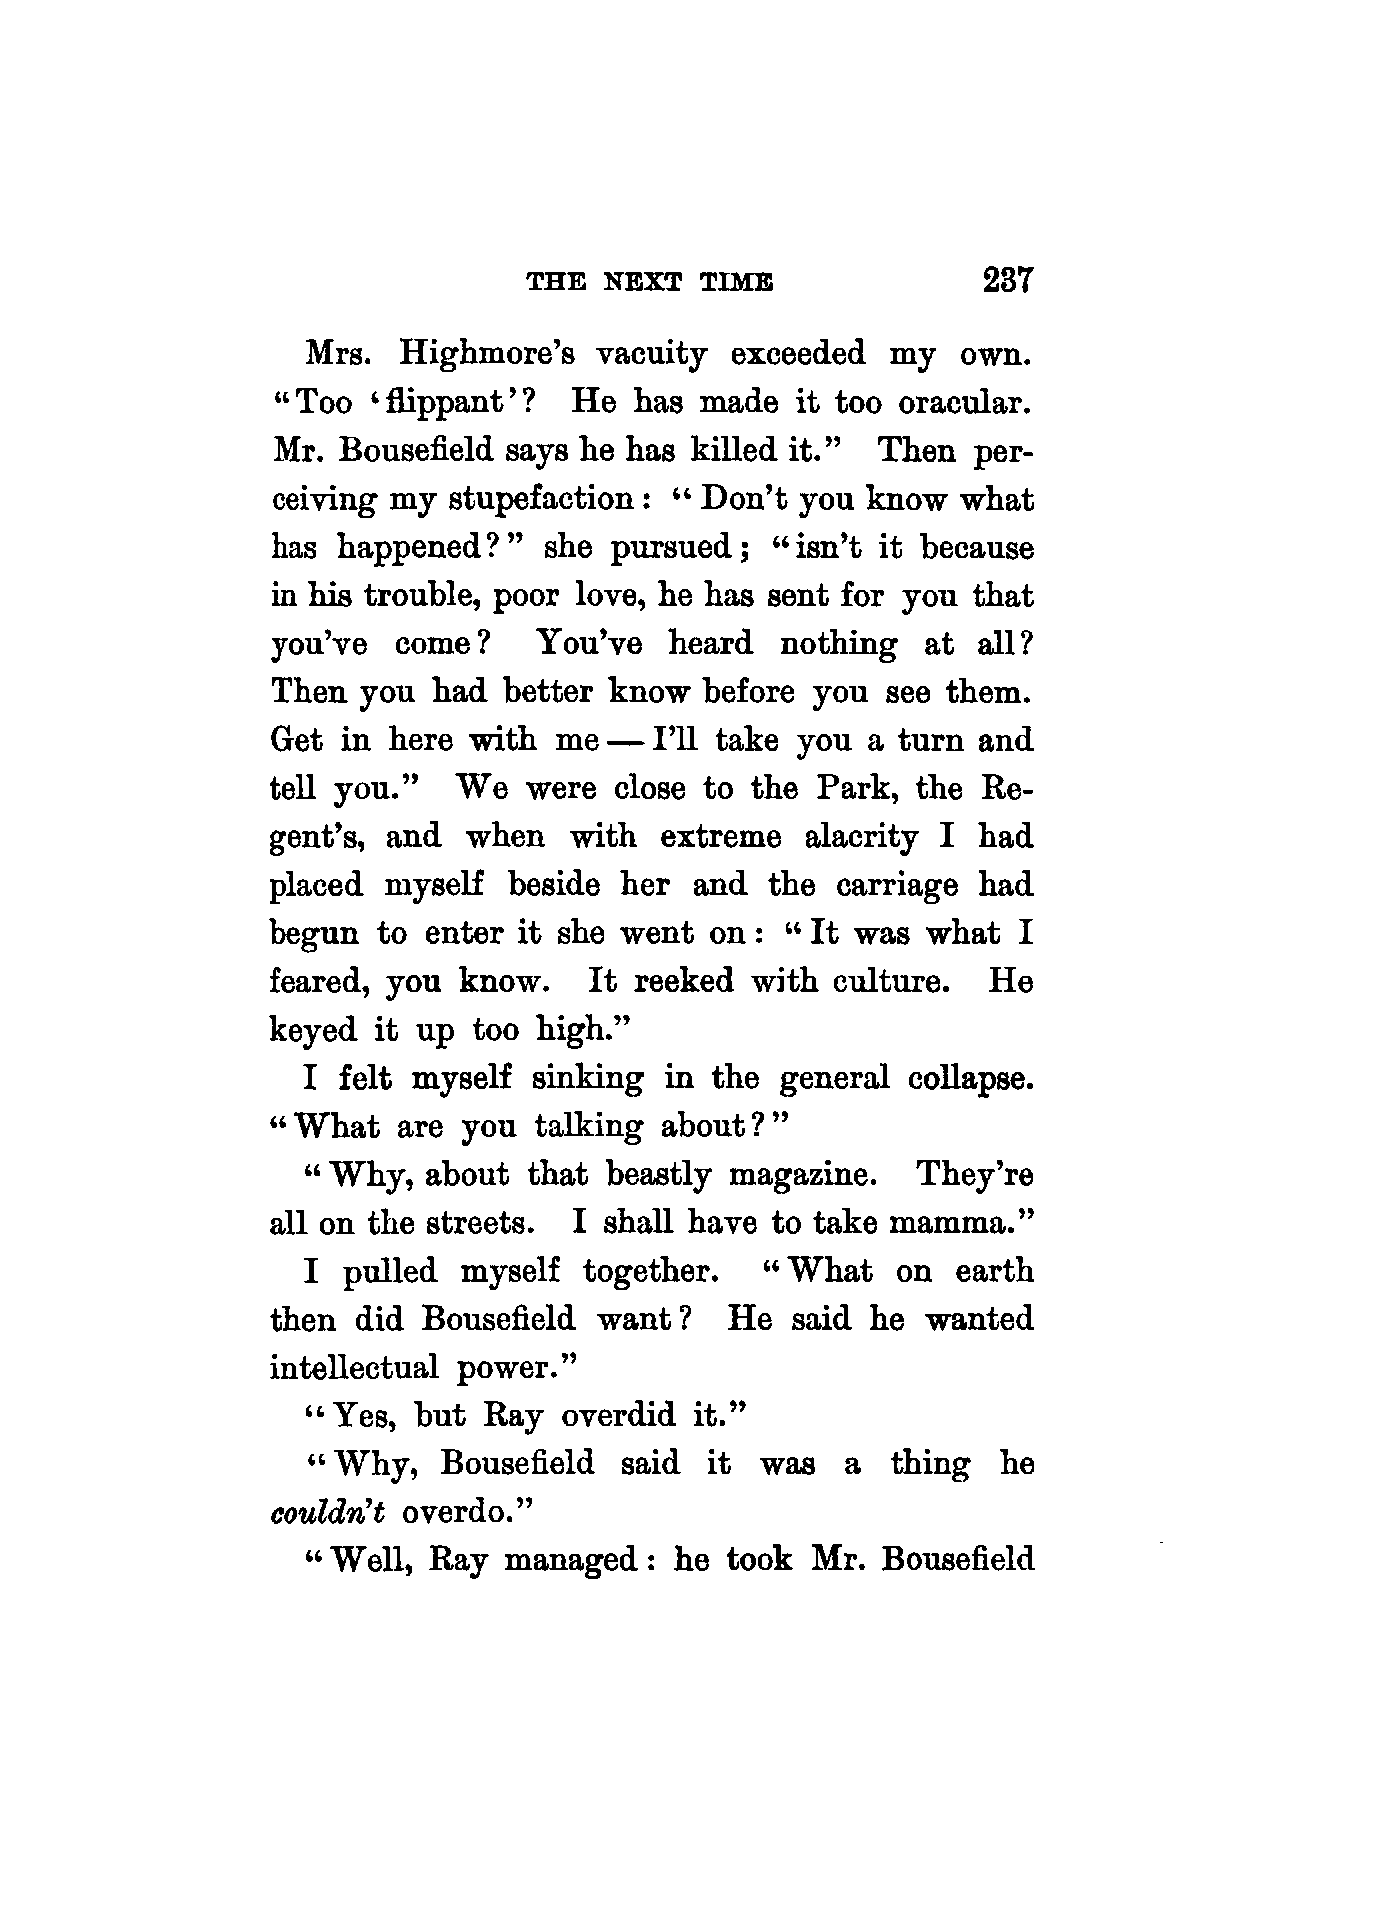 THE NEXT TIME 237
Mrs. Highmore's vacuity exceeded my own.
"Too 'flippant'? He has made it too oracular.
Mr. Bousefield says he has killed it." Then per-
ceiving my stupefaction: "Don't you know what
has happened?" she pursued; "isn't it because
in his trouble, poor love, he has sent for you that
you've come? You've heard nothing at all?
Then you had better know before you see them.
Get in here with me—I'll take you a turn and
tell you." We were close to the Park, the Re-
gent's, and when with extreme alacrity I had
placed myself beside her and the carriage had
begun to enter it she went on: "It was what I
feared, you know. It reeked with culture. He
keyed it up too high."
I felt myself sinking in the general collapse.
"What are you talking about?"
"Why, about that beastly magazine. They're
all on the streets. I shall have to take mamma."
I pulled myself together. "What on earth
then did Bousefield want? He said he wanted
intellectual power."
"Yes, but Ray overdid it."
"Why, Bousefield said it was a thing he
couldn't overdo."
"Well, Ray managed: he took Mr. Bousefield